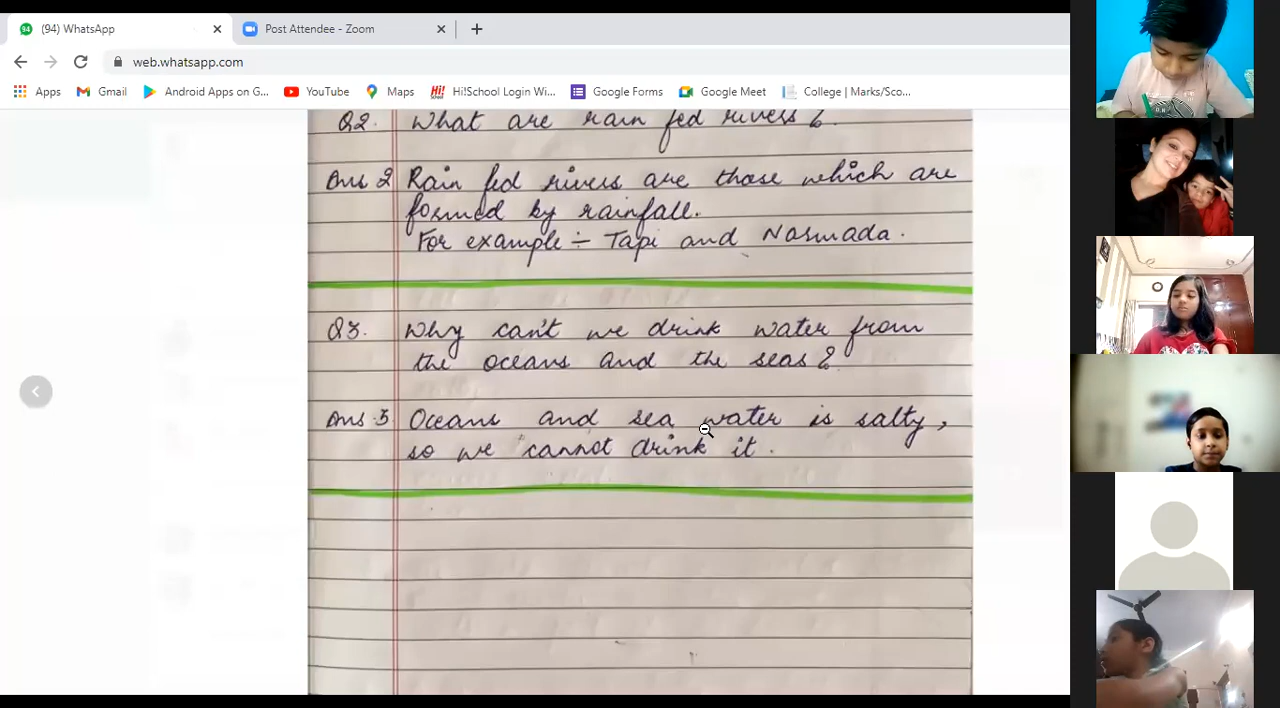 (94) WhatsApp
Post Attendee - Zoom
web.whatsapp.com
Apps
Gmail
Android Apps on G...
YouTube
Maps
Hi! Hi!School Login Wi...
Google Forms
Google Meet
College | Marks/Sco...
Q2. What are rain fed rivers ?
Ans 2 Rain fed rivers are those which are
formed by rainfall.
For example ÷ Tapi and Narmada.
Q3. Why can't we drink water from
the oceans and the seas ?
Ans 3 Oceans and sea water is salty,
so we cannot drink it.